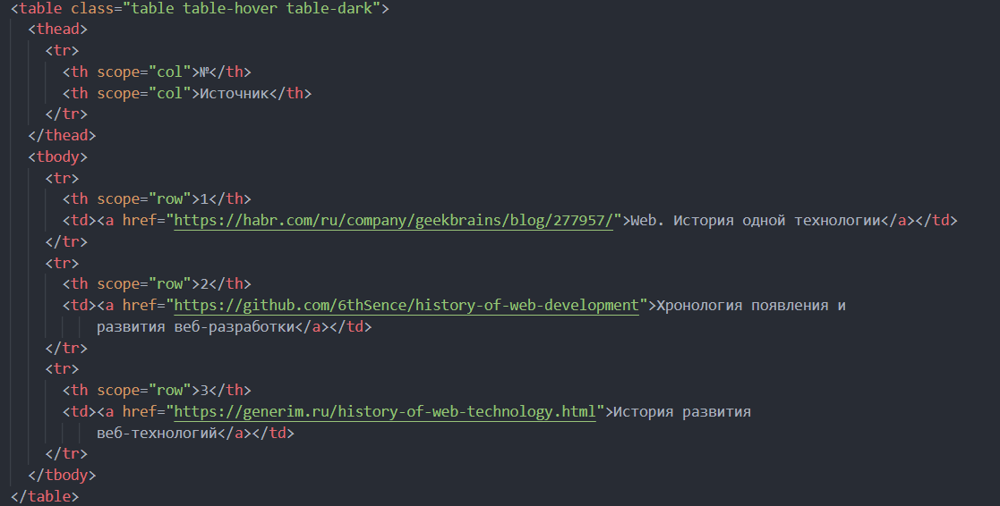 <table class="table table-hover table-dark">
<thead>
<tr>
<th scope="col">№</th>
<th scope="col">Источник</th>
</tr>
</thead>
<tbody>
<tr>
<th scope="row">1</th>
<td><a href="https://habr.com/ru/company/geekbrains/blog/277957/">Web. История одной технологии</a></td>
</tr>
<tr>
<th scope="row">2</th>
<td><a href="https://github.com/6thSence/history-of-web-development">Хронология появления и
развития веб-разработки</a></td>
</tr>
<tr>
<th scope="row">3</th>
<td><a href="https://generim.ru/history-of-web-technology.html">История развития
веб-технологий</a></td>
</tr>
</tbody>
</table>